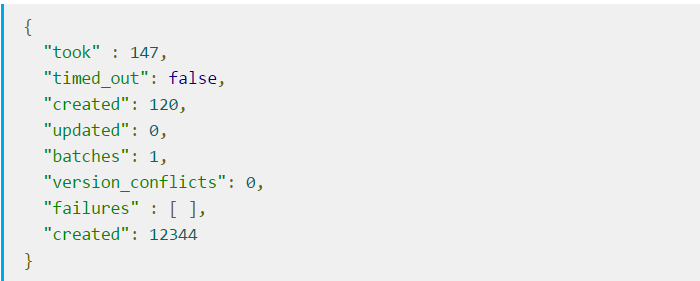 {
"took" : 147,
"timed_out": false,
"created": 120,
"updated": 0,
"batches": 1,
"version_conflicts": 0,
"failures" : [ ],
"created": 12344
}